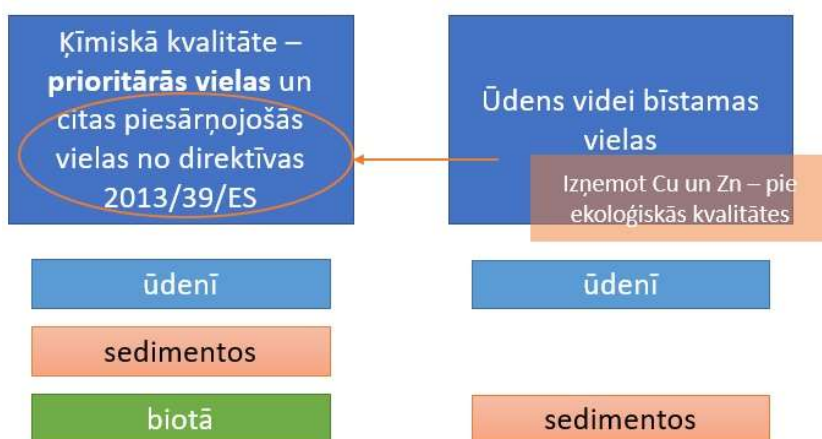 Ķīmiskā kvalitāte –
prioritārās vielas un
citas piesārņojošās
vielas no direktīvas
2013/39/ES
Ūdens videi bīstamas
vielas
Izņemot Cu un Zn – pie
ekoloģiskās kvalitātes
ūdenī
ūdenī
sedimentos
biotā
sedimentos